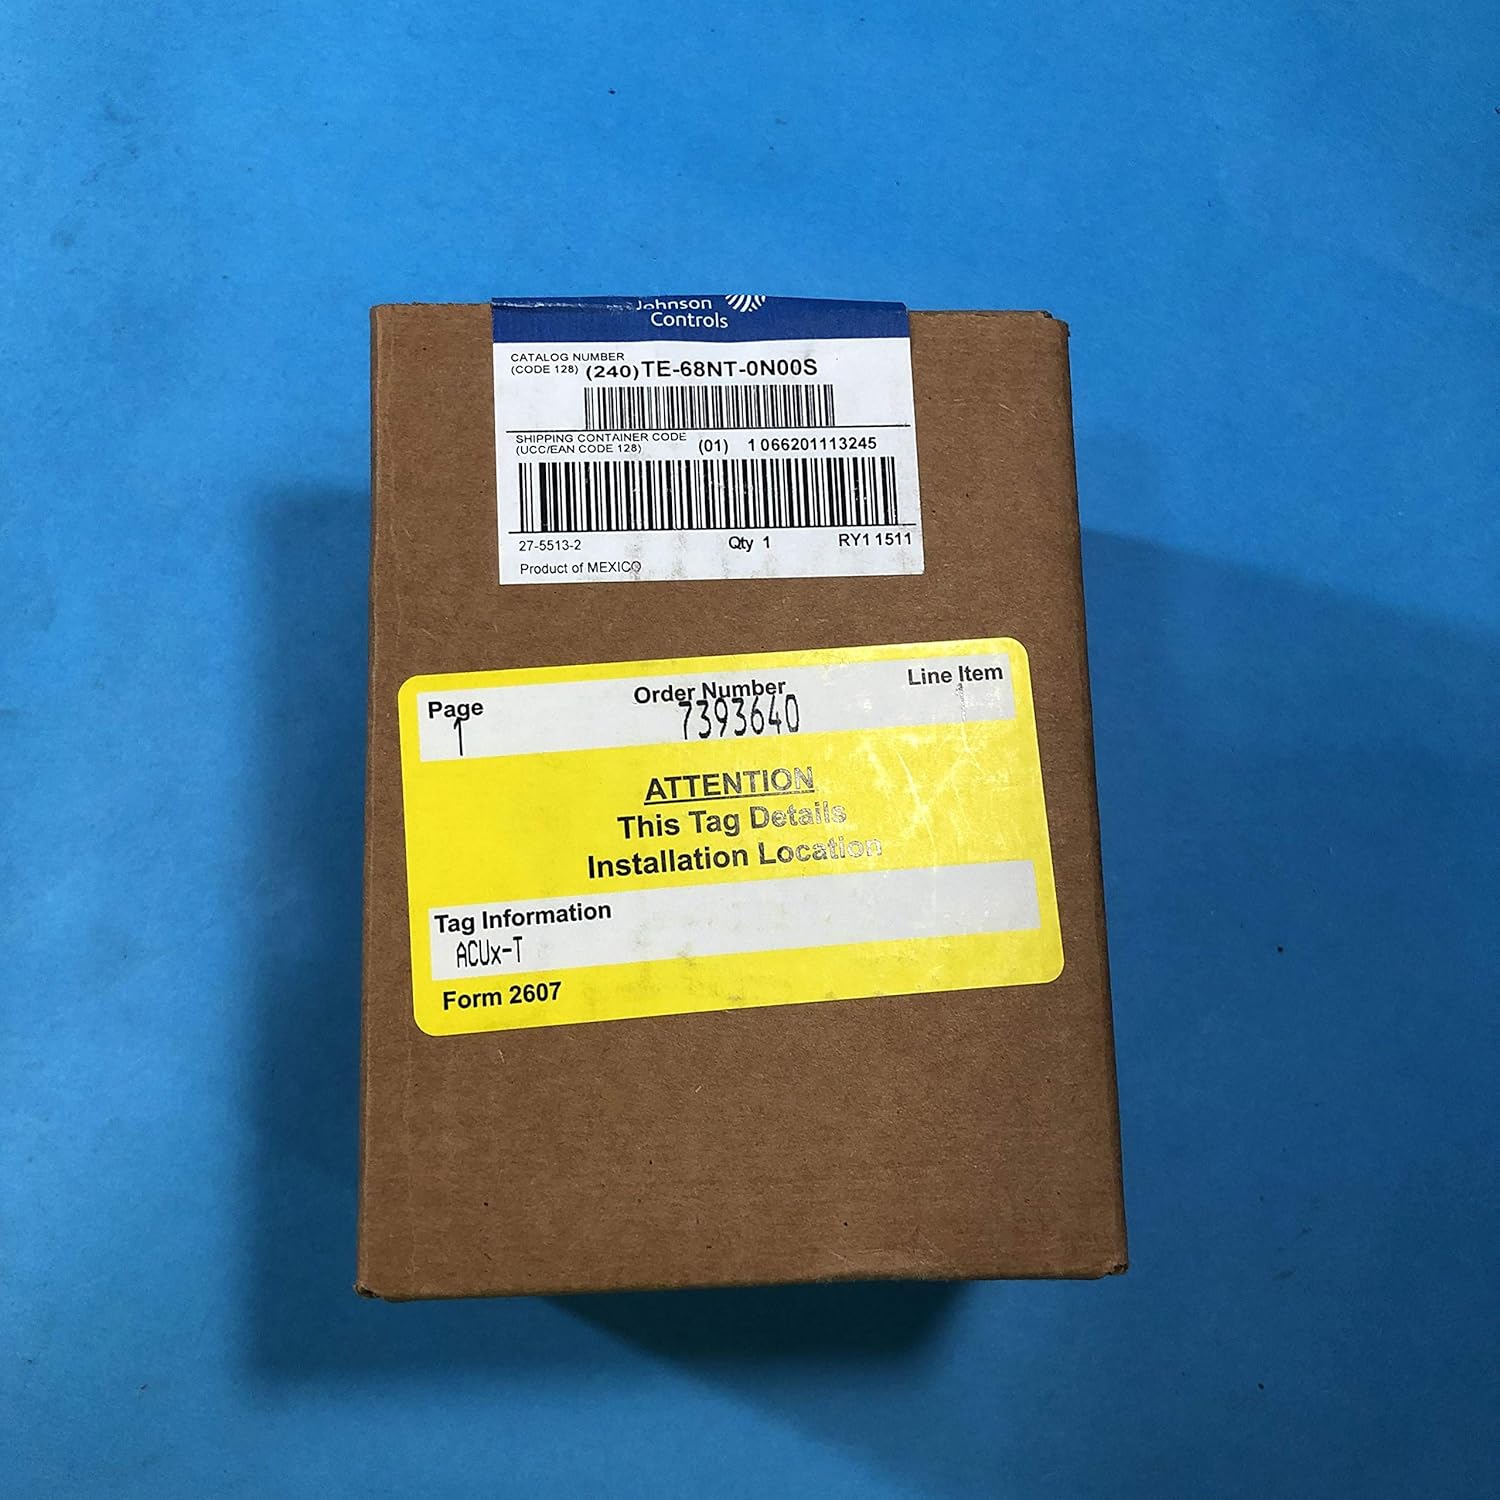 Johnson
Controls
CATALOG NUMBER
(CODE 128) (240)TE-68NT-0N00S
SHIPPING CONTAINER CODE
(UCC/EAN CODE 128) (01) 1 066201113245
27-5513-2 Qty 1 RY1 1511
Product of MEXICO
Page Order Number Line Item
1 7393640 1
ATTENTION
This Tag Details
Installation Location
Tag Information
ACUx-T
Form 2607